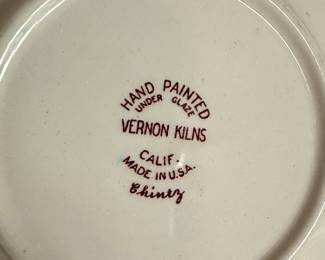 HAND PAINTED
UNDER GLAZE
VERNON KILNS
CALIF.
MADE IN U.S.A.
Chintz